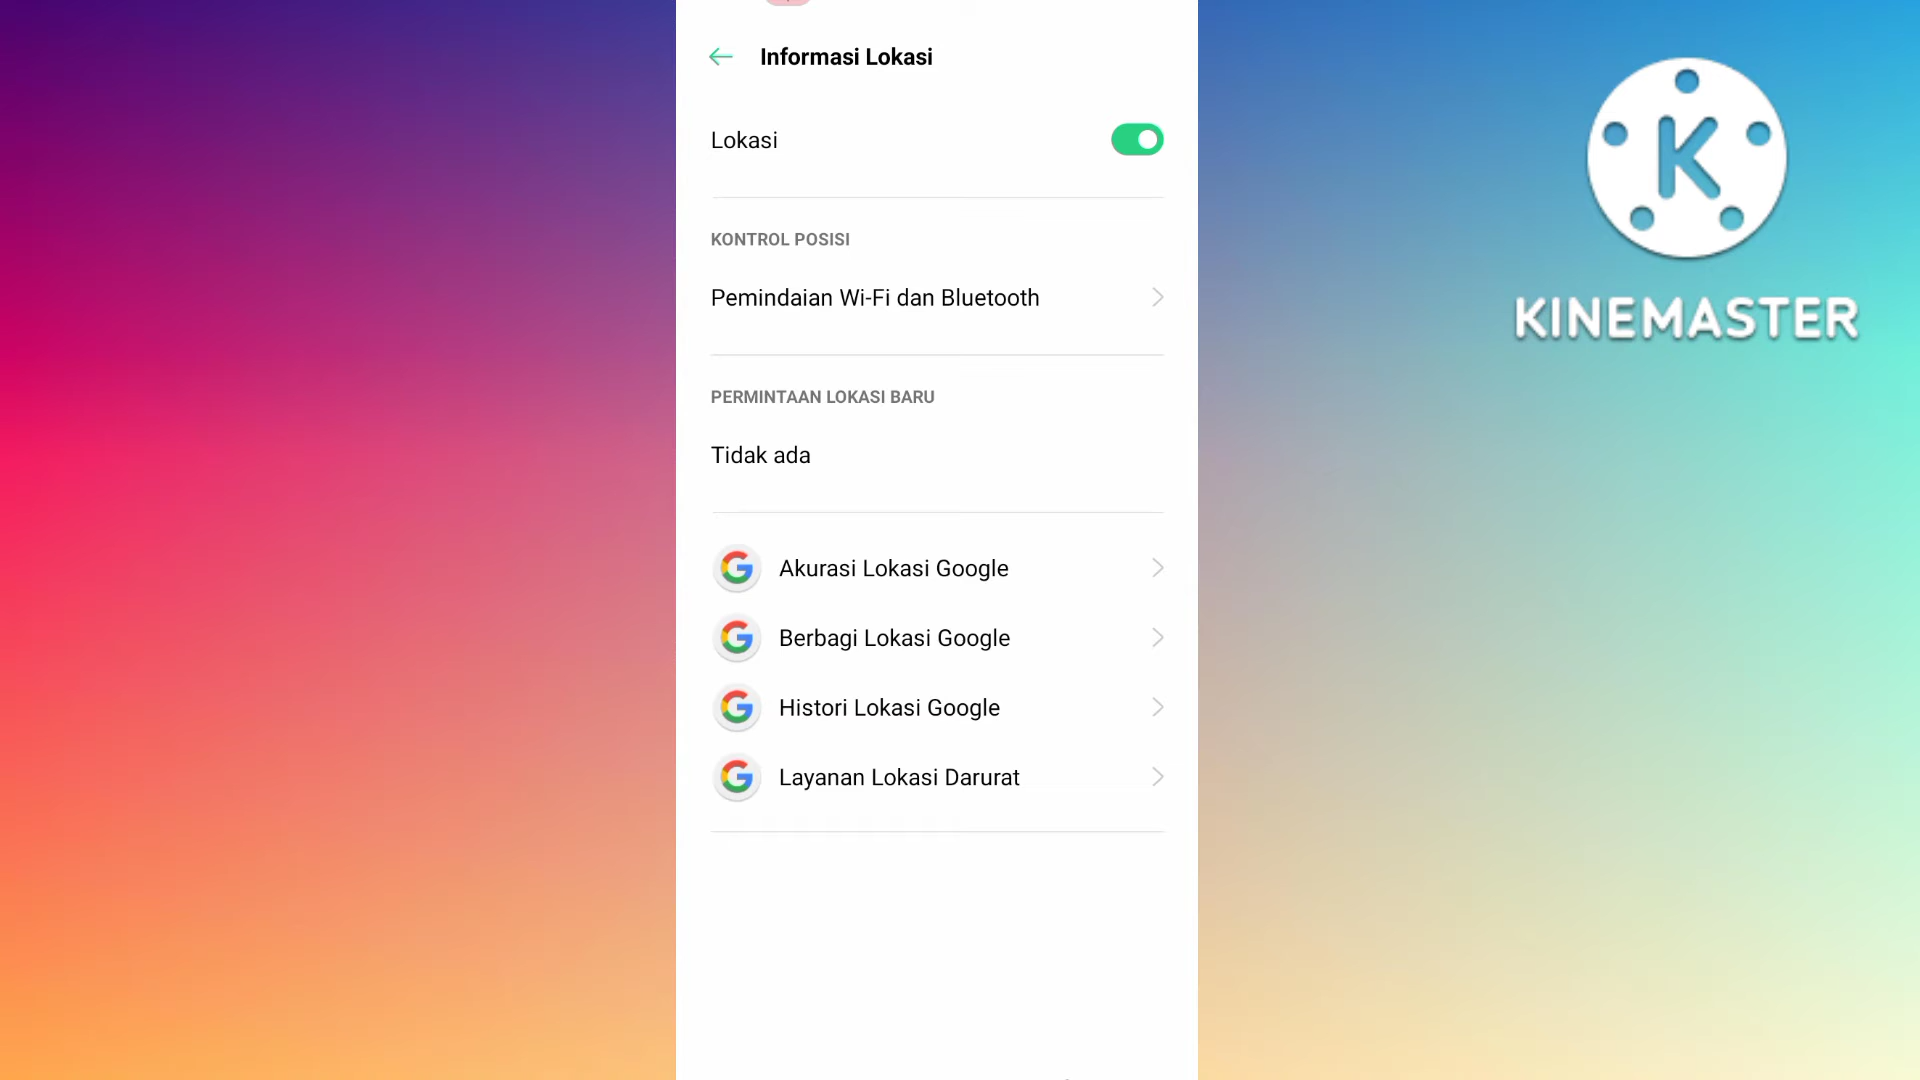 Informasi Lokasi
Lokasi
KONTROL POSISI
Pemindaian Wi-Fi dan Bluetooth
PERMINTAAN LOKASI BARU
Tidak ada
Akurasi Lokasi Google
Berbagi Lokasi Google
Histori Lokasi Google
Layanan Lokasi Darurat
K
KINEMASTER